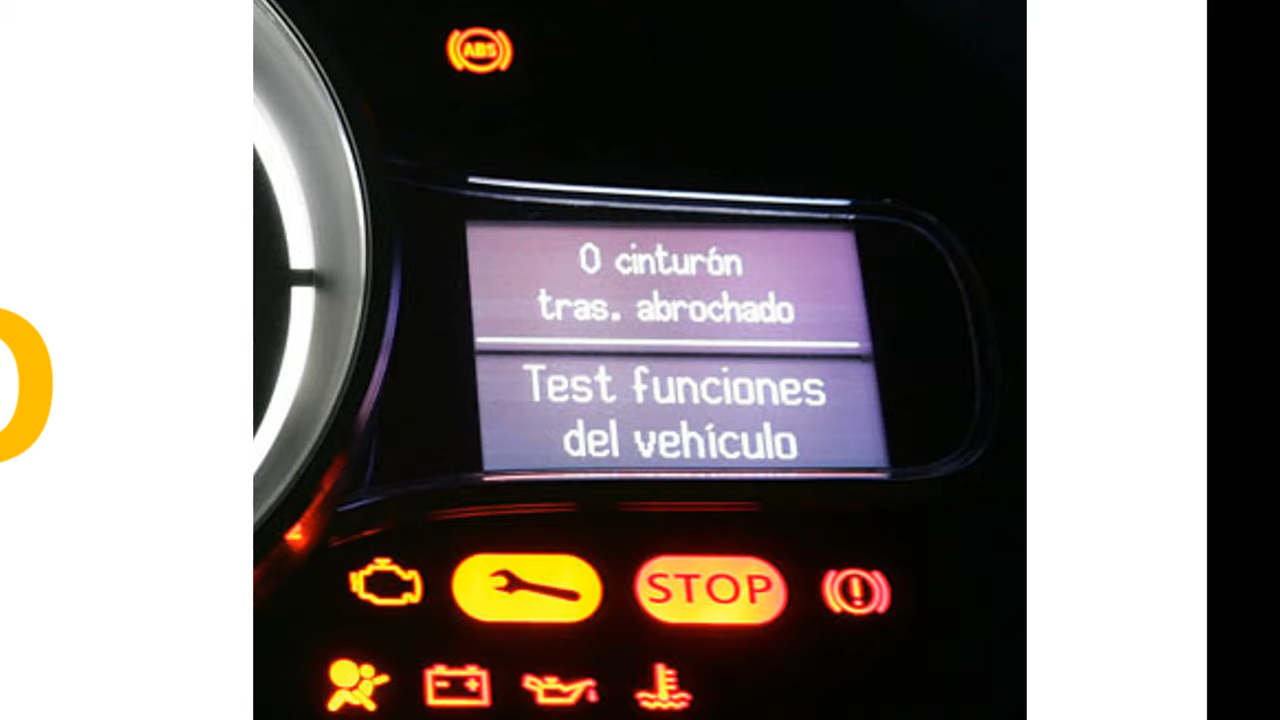 ABS
0 cinturón
tras. abrochado
Test funciones
del vehículo
STOP